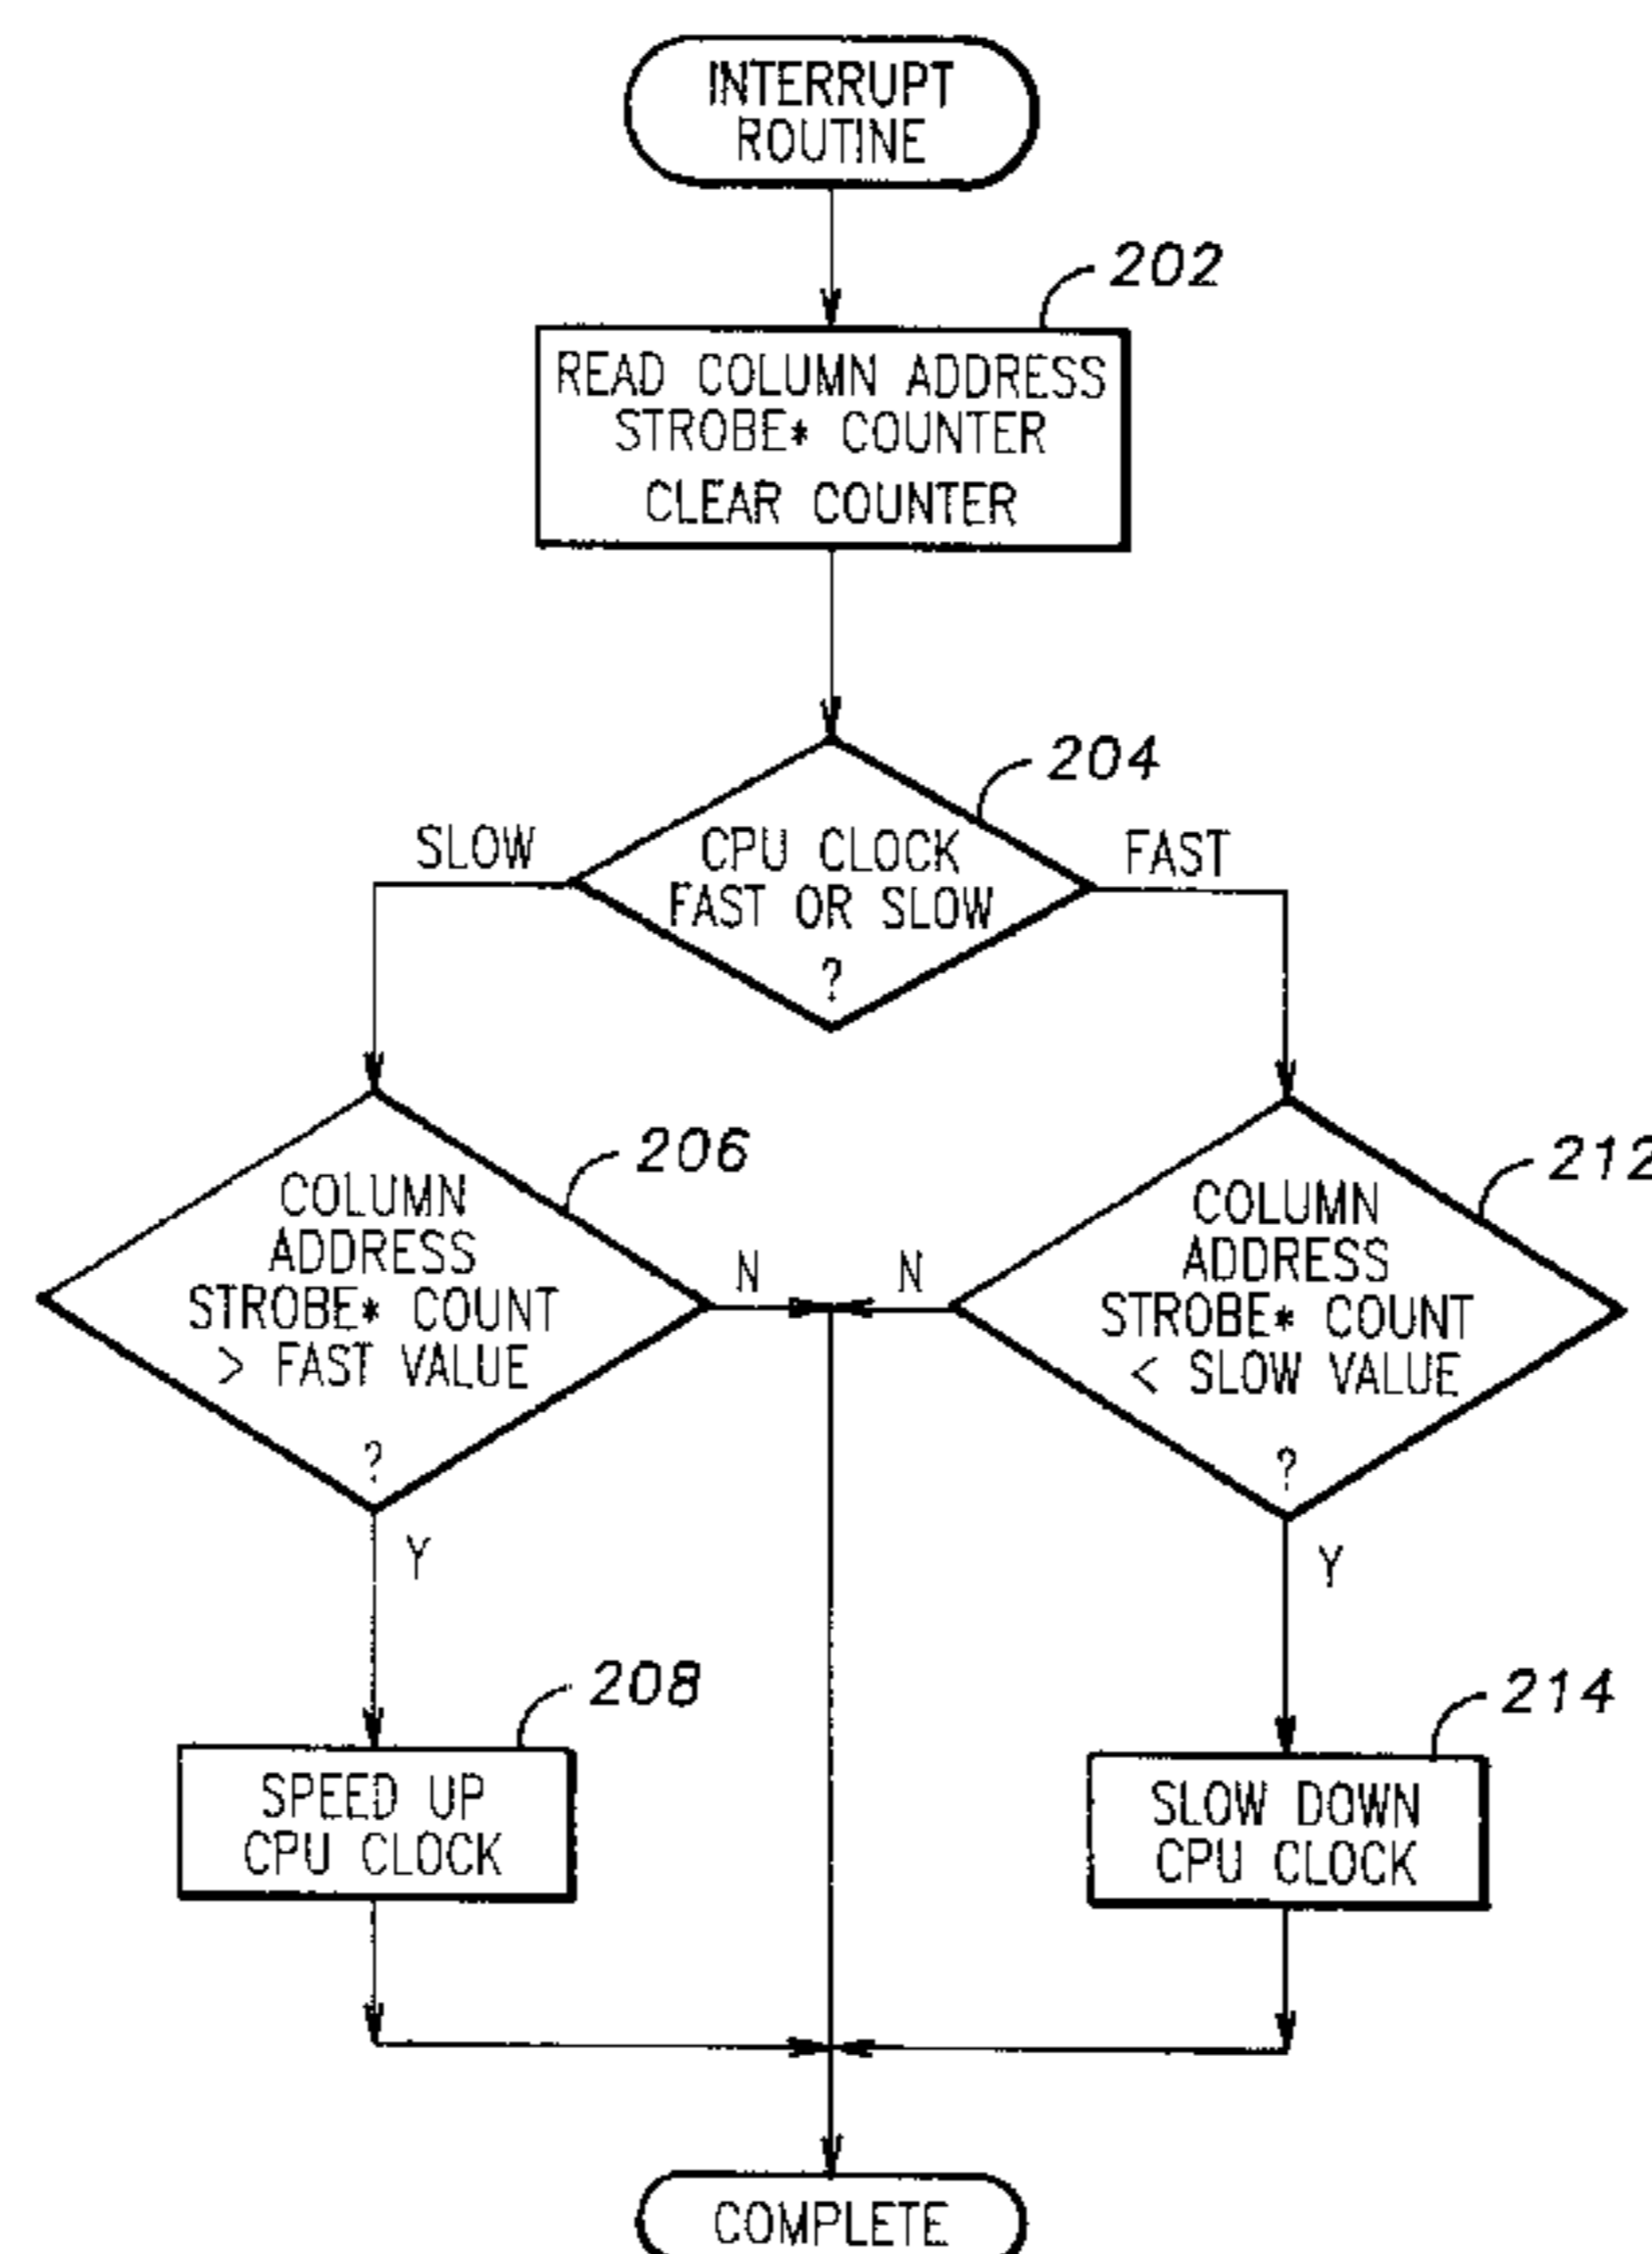 INTERRUPT
ROUTINE
202
READ COLUMN ADDRESS
STROBE* COUNTER
CLEAR COUNTER
204
SLOW
CPU CLOCK
FAST OR SLOW
?
FAST
206
COLUMN
ADDRESS
STROBE* COUNT
> FAST VALUE
?
N
N
212
COLUMN
ADDRESS
STROBE* COUNT
< SLOW VALUE
?
Y
Y
208
SPEED UP
CPU CLOCK
214
SLOW DOWN
CPU CLOCK
COMPLETE